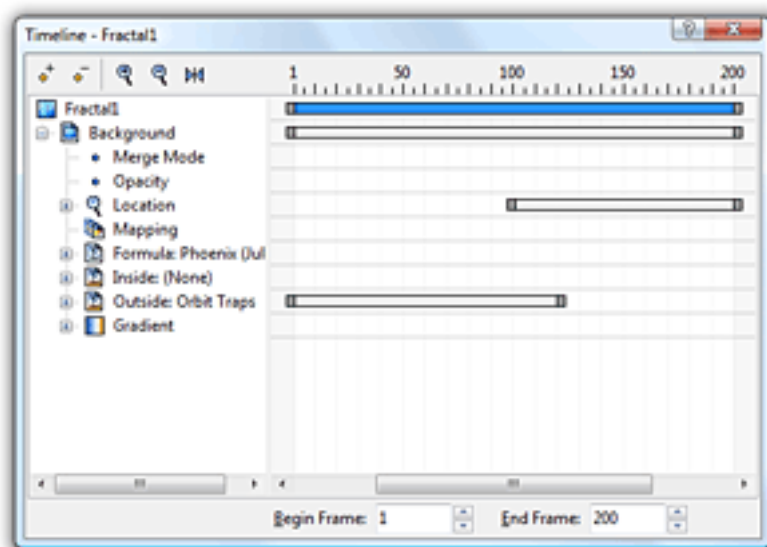 Timeline - Fractal1
1 50 100 150 200
Fractal1
Background
Merge Mode
Opacity
Location
Mapping
Formula: Phoenix (Jul
Inside: (None)
Outside: Orbit Traps
Gradient
Begin Frame: 1 End Frame: 200